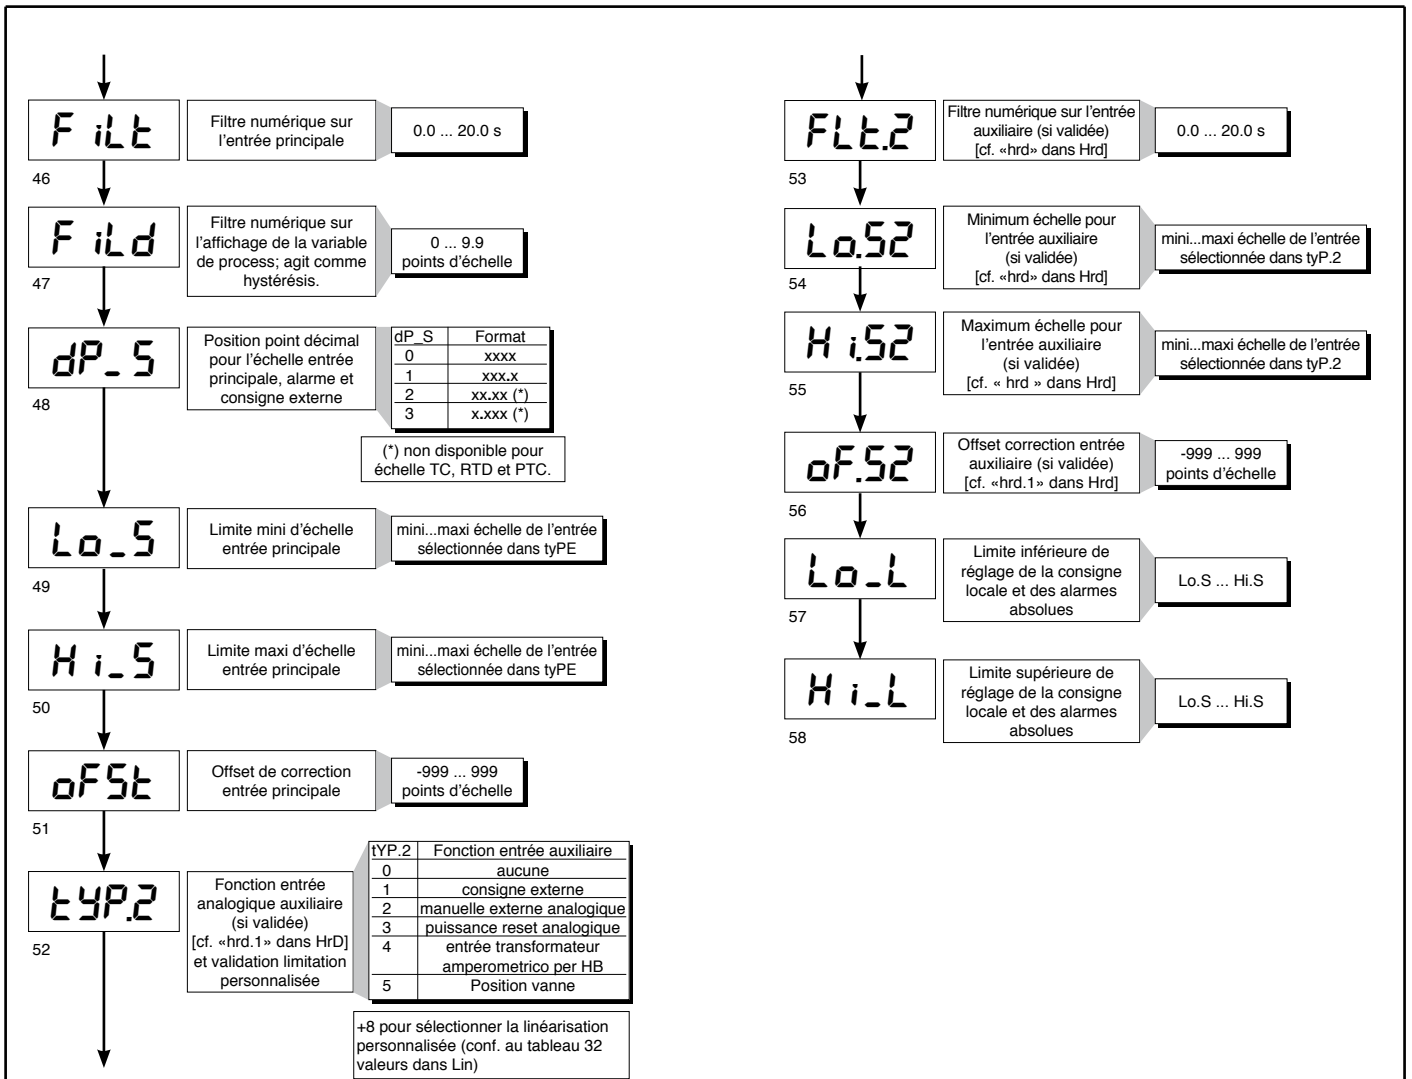 FiLt
Filtre numérique sur
l'entrée principale
0.0 ... 20.0 s
46
FiLd
Filtre numérique sur
l'affichage de la variable
de process; agit comme
hystérésis.
0 ... 9.9
points d'échelle
47
dP_S
Position point décimal
pour l'échelle entrée
principale, alarme et
consigne externe
dP_S Format
0 xxxx
1 xxx.x
2 xx.xx (*)
3 x.xxx (*)
48
(*) non disponible pour
échelle TC, RTD et PTC.
Lo_S
Limite mini d'échelle
entrée principale
mini...maxi échelle de l'entrée
sélectionnée dans tyPE
49
Hi_S
Limite maxi d'échelle
entrée principale
mini...maxi échelle de l'entrée
sélectionnée dans tyPE
50
oFSt
Offset de correction
entrée principale
-999 ... 999
points d'échelle
51
tYP.2
Fonction entrée
analogique auxiliaire
(si validée)
[cf. «hrd.1» dans HrD]
et validation limitation
personnalisée
tYP.2 Fonction entrée auxiliaire
0 aucune
1 consigne externe
2 manuelle externe analogique
3 puissance reset analogique
4 entrée transformateur
amperometrico per HB
5 Position vanne
52
+8 pour sélectionner la linéarisation
personnalisée (conf. au tableau 32
valeurs dans Lin)
FLt.2
Filtre numérique sur l'entrée
auxiliaire (si validée)
[cf. «hrd» dans Hrd]
0.0 ... 20.0 s
53
Lo.S2
Minimum échelle pour
l'entrée auxiliaire
(si validée)
[cf. «hrd» dans Hrd]
mini...maxi échelle de l'entrée
sélectionnée dans tyP.2
54
Hi.S2
Maximum échelle pour
l'entrée auxiliaire
(si validée)
[cf. « hrd » dans Hrd]
mini...maxi échelle de l'entrée
sélectionnée dans tyP.2
55
oF.S2
Offset correction entrée
auxiliaire (si validée)
[cf. «hrd.1» dans Hrd]
-999 ... 999
points d'échelle
56
Lo_L
Limite inférieure de
réglage de la consigne
locale et des alarmes
absolues
Lo.S ... Hi.S
57
Hi_L
Limite supérieure de
réglage de la consigne
locale et des alarmes
absolues
Lo.S ... Hi.S
58